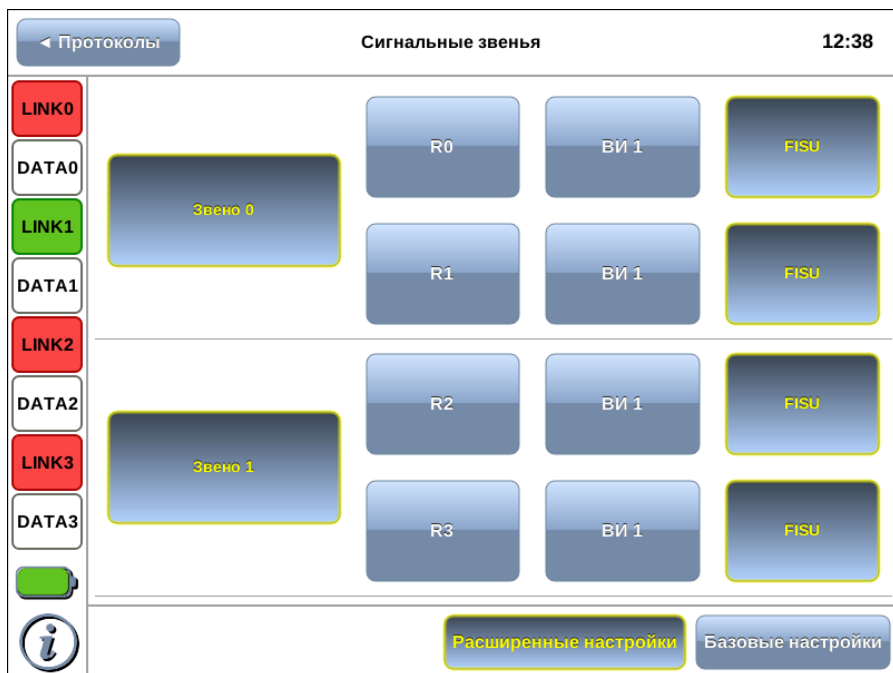 ◄ Протоколы
Сигнальные звенья
12:38
LINK0
DATA0
LINK1
DATA1
LINK2
DATA2
LINK3
DATA3
Звено 0
R0
ВИ 1
FISU
R1
ВИ 1
FISU
Звено 1
R2
ВИ 1
FISU
R3
ВИ 1
FISU
i
Расширенные настройки
Базовые настройки